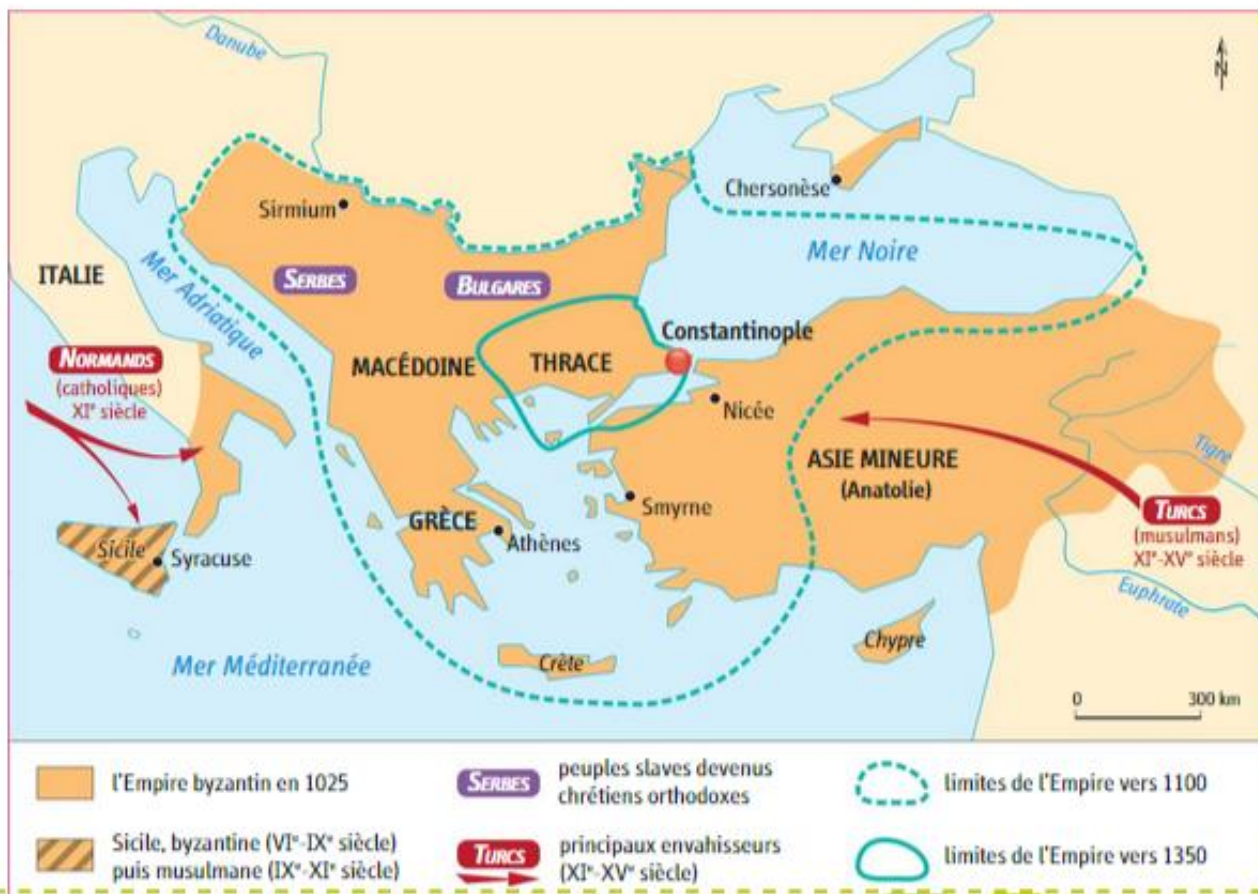 Danube
N
Chersonèse
Sirmium
Mer Noire
ITALIE
Mer Adriatique
SERBES
BULGARES
Constantinople
NORMANDS
(catholiques)
XIe siècle
MACÉDOINE
THRACE
Nicée
ASIE MINEURE
(Anatolie)
Tigre
Smyrne
TURCS
(musulmans)
XIe-XVe siècle
GRÈCE
Athènes
Sicile
Syracuse
Euphrate
Chypre
Crète
Mer Méditerranée
0 300 km
l'Empire byzantin en 1025
Sicile, byzantine (VIe-IXe siècle)
puis musulmane (IXe-XIe siècle)
SERBES
peuples slaves devenus
chrétiens orthodoxes
TURCS
principaux envahisseurs
(XIe-XVe siècle)
limites de l'Empire vers 1100
limites de l'Empire vers 1350